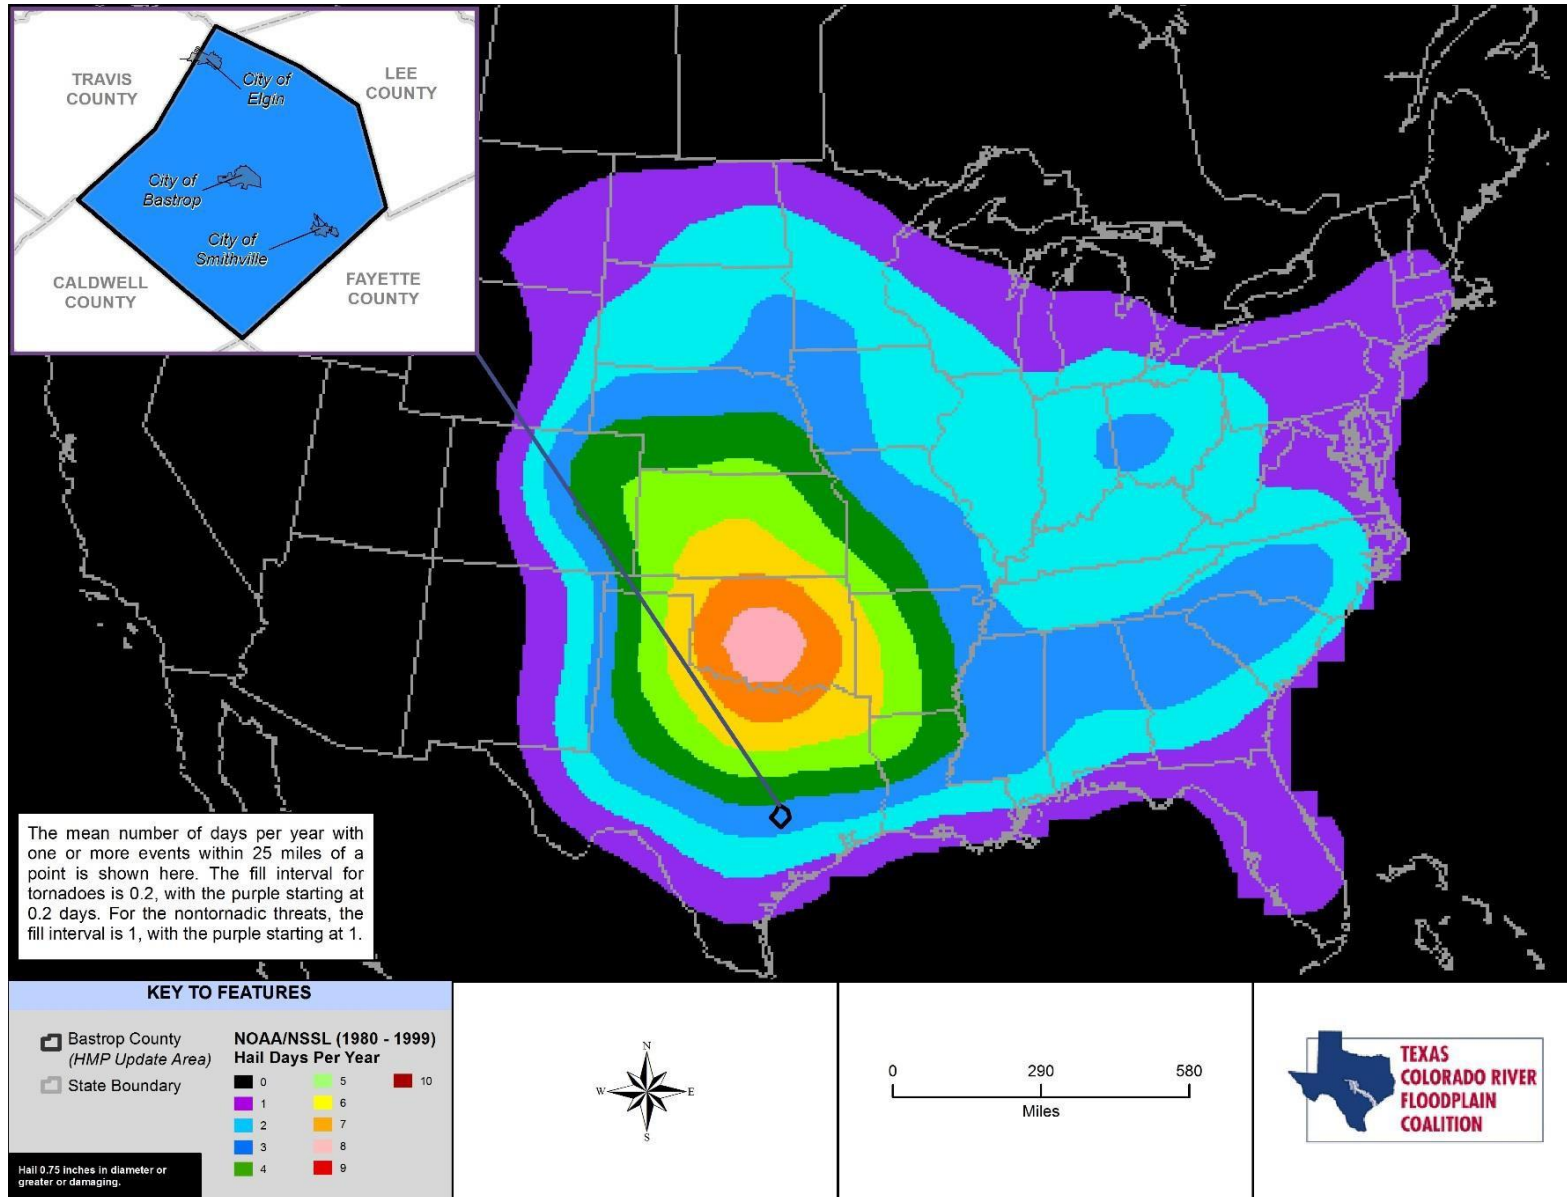 TRAVIS
COUNTY
City of
Elgin
LEE
COUNTY
City of
Bastrop
City of
Smithville
CALDWELL
COUNTY
FAYETTE
COUNTY
The mean number of days per year with
one or more events within 25 miles of a
point is shown here. The fill interval for
tornadoes is 0.2, with the purple starting at
0.2 days. For the nontornadic threats, the
fill interval is 1, with the purple starting at 1.
KEY TO FEATURES
Bastrop County
(HMP Update Area)
State Boundary
NOAA/NSSL (1980 - 1999)
Hail Days Per Year
0
1
2
3
4
5
6
7
8
9
10
Hail 0.75 inches in diameter or
greater or damaging.
N
W
E
S
0 290 580
Miles
TEXAS
COLORADO RIVER
FLOODPLAIN
COALITION